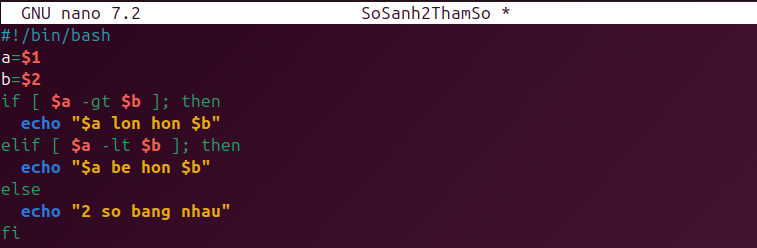 GNU nano 7.2 SoSanh2ThamSo *
#!/bin/bash
a=$1
b=$2
if [ $a -gt $b ]; then
  echo "$a lon hon $b"
elif [ $a -lt $b ]; then
  echo "$a be hon $b"
else
  echo "2 so bang nhau"
fi